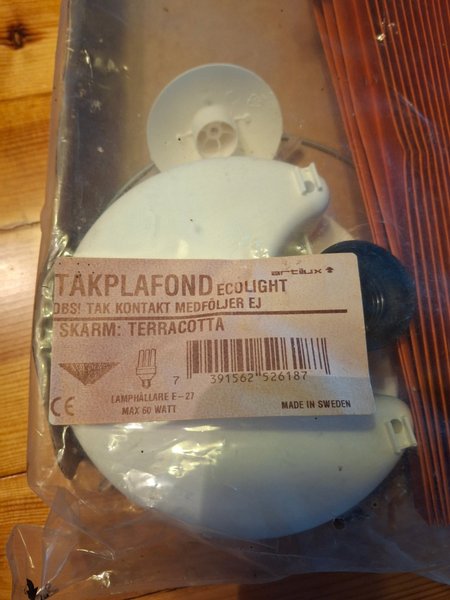 artilux
TAKPLAFOND ECOLIGHT
OBS! TAK KONTAKT MEDFÖLJER EJ
SKÄRM: TERRACOTTA
7 391562 526187
LAMPHÅLLARE E-27
MAX 60 WATT
CE
MADE IN SWEDEN